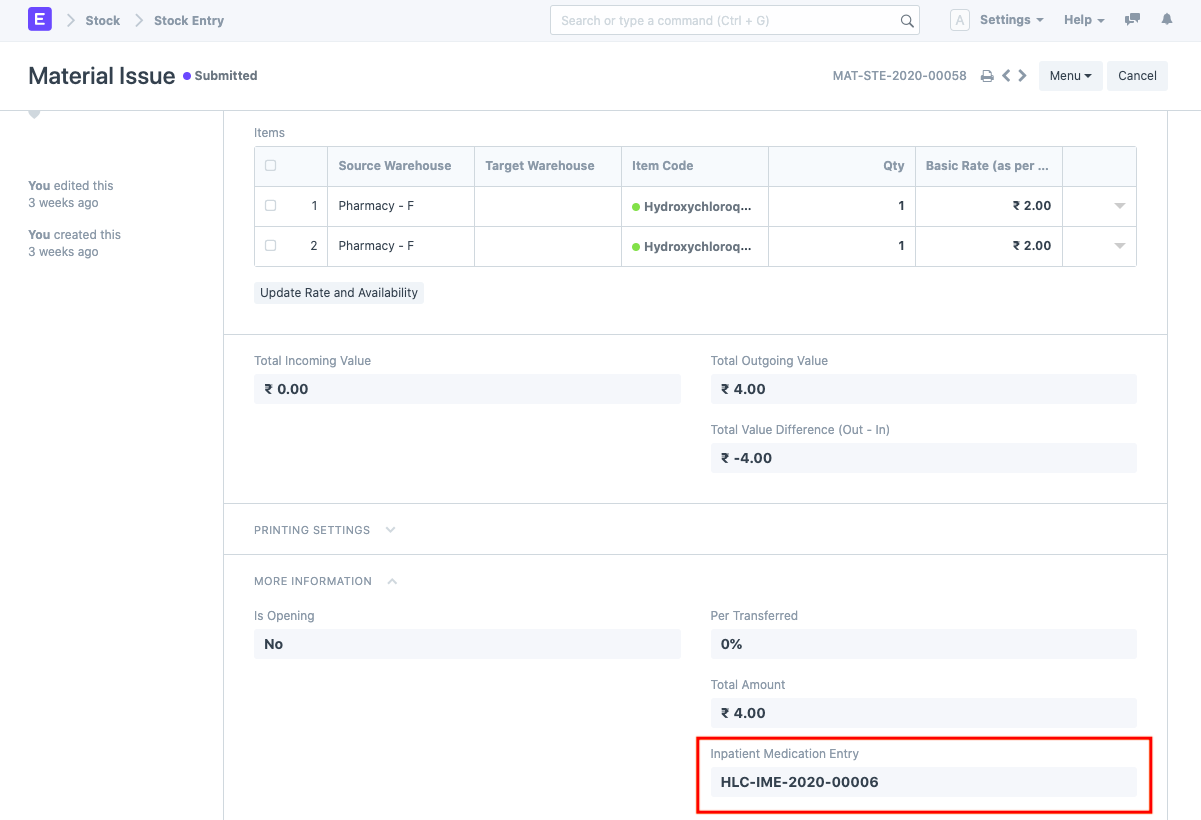 E Stock Stock Entry Search or type a command (Ctrl + G) A Settings Help
Material Issue Submitted MAT-STE-2020-00058 Menu Cancel
You edited this
3 weeks ago
You created this
3 weeks ago
Items
Source Warehouse Target Warehouse Item Code Qty Basic Rate (as per ...
1 Pharmacy - F Hydroxychloroq... 1 ₹ 2.00
2 Pharmacy - F Hydroxychloroq... 1 ₹ 2.00
Update Rate and Availability
Total Incoming Value
₹ 0.00
Total Outgoing Value
₹ 4.00
Total Value Difference (Out - In)
₹ -4.00
PRINTING SETTINGS
MORE INFORMATION
Is Opening
No
Per Transferred
0%
Total Amount
₹ 4.00
Inpatient Medication Entry
HLC-IME-2020-00006